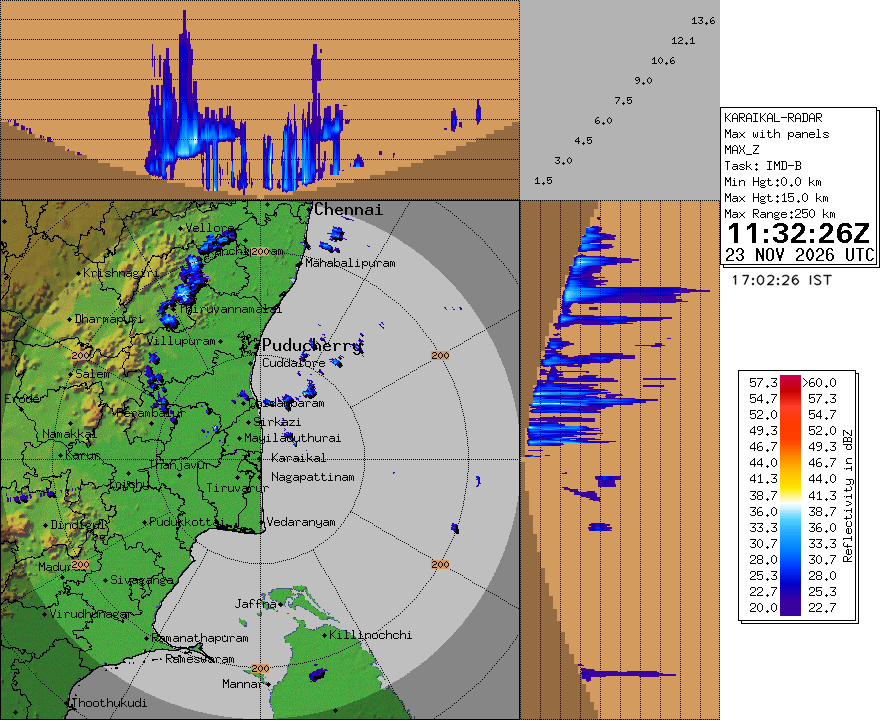 13.6
12.1
10.6
9.0
7.5
6.0
4.5
3.0
1.5
KARAIKAL-RADAR
Max with panels
MAX_Z
Task: IMD-B
Min Hgt:0.0 km
Max Hgt:15.0 km
Max Range:250 km
11:32:26Z
23 NOV 2026 UTC
17:02:26 IST
Chennai
Vellore
200
Mahabalipuram
Krishnagiri
Tiruvannamalai
Dharmapuri
Villupuram
Puducherry
200
200
Cuddalore
Salem
Erode
Perambalur
Sirkazi
Namakkal
Mayiladuthurai
Karur
Thanjavur
Karaikal
Nagapattinam
Tiruvarur
Dindigul
Pudukkottai
Vedaranyam
200
200
Madur
Sivaganga
Jaffna
Virudhunagar
Ramanathapuram
Killinochchi
Rameswaram
200
Mannar
Thoothukudi
57.3 >60.0
54.7 57.3
52.0 54.7
49.3 52.0
46.7 49.3
44.0 46.7
41.3 44.0
38.7 41.3
36.0 38.7
33.3 36.0
30.7 33.3
28.0 30.7
25.3 28.0
22.7 25.3
20.0 22.7
Reflectivity in dBZ